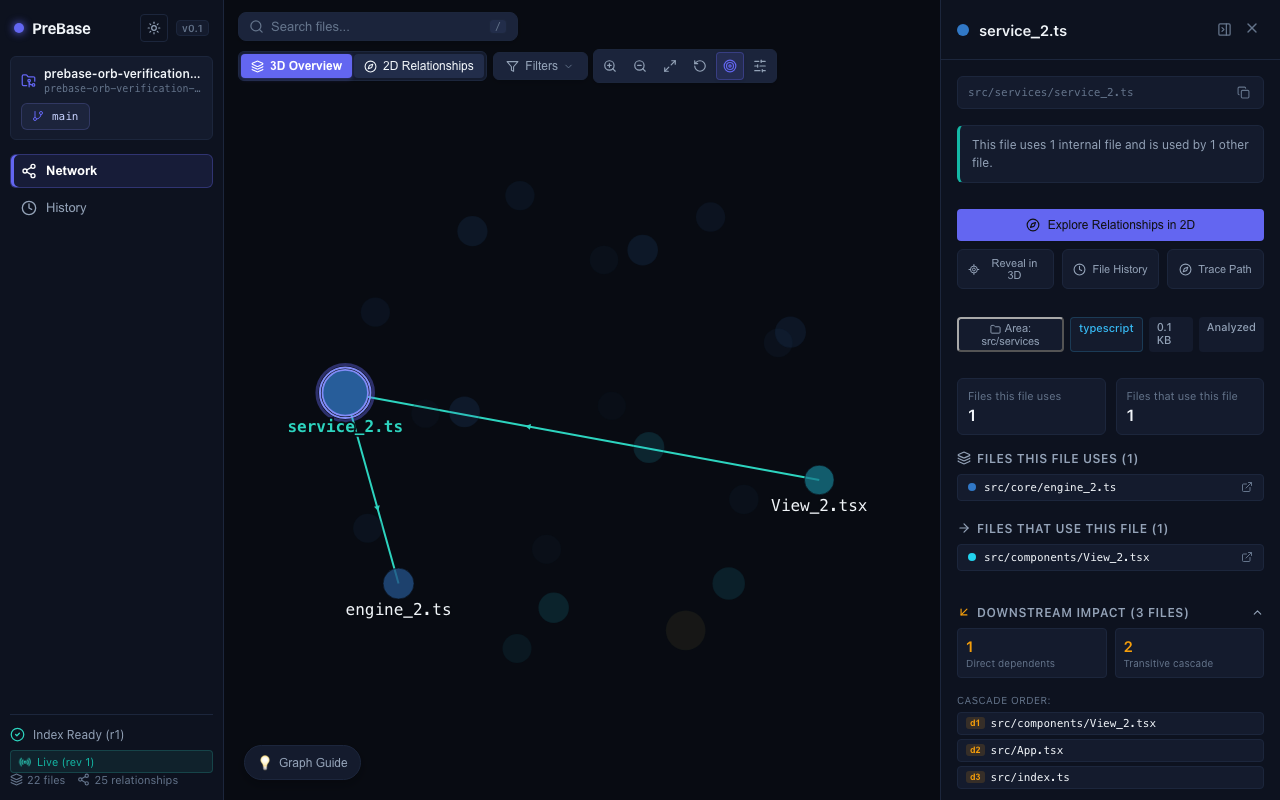 PreBase
v0.1
prebase-orb-verification...
prebase-orb-verification-...
main
Network
History
Index Ready (r1)
Live (rev 1)
22 files
25 relationships
Search files...
/
3D Overview
2D Relationships
Filters
service_2.ts
View_2.tsx
engine_2.ts
Graph Guide
service_2.ts
src/services/service_2.ts
This file uses 1 internal file and is used by 1 other
file.
Explore Relationships in 2D
Reveal in
3D
File History
Trace Path
Area:
src/services
typescript
0.1
KB
Analyzed
Files this file uses
1
Files that use this file
1
FILES THIS FILE USES (1)
src/core/engine_2.ts
FILES THAT USE THIS FILE (1)
src/components/View_2.tsx
DOWNSTREAM IMPACT (3 FILES)
1
Direct dependents
2
Transitive cascade
CASCADE ORDER:
d1 src/components/View_2.tsx
d2 src/App.tsx
d3 src/index.ts